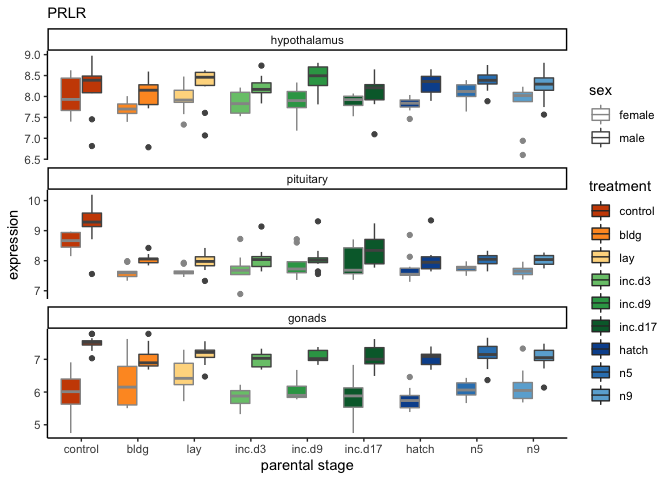 PRLR
hypothalamus
9.0
8.5
8.0
7.5
7.0
6.5
pituitary
10
9
8
7
gonads
7
6
5
expression
control bldg lay inc.d3 inc.d9 inc.d17 hatch n5 n9
parental stage
sex
female
male
treatment
control
bldg
lay
inc.d3
inc.d9
inc.d17
hatch
n5
n9